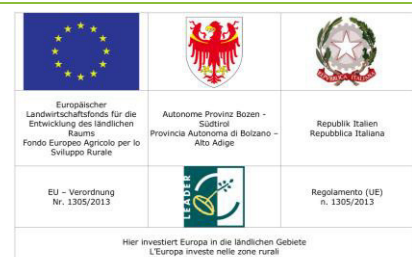 Europäischer
Landwirtschaftsfonds für die
Entwicklung des ländlichen
Raums
Fondo Europeo Agricolo per lo
Sviluppo Rurale
Autonome Provinz Bozen -
Südtirol
Provincia Autonoma di Bolzano –
Alto Adige
Republik Italien
Repubblica Italiana
EU – Verordnung
Nr. 1305/2013
LEADER
Regolamento (UE)
n. 1305/2013
Hier investiert Europa in die ländlichen Gebiete
L'Europa investe nelle zone rurali